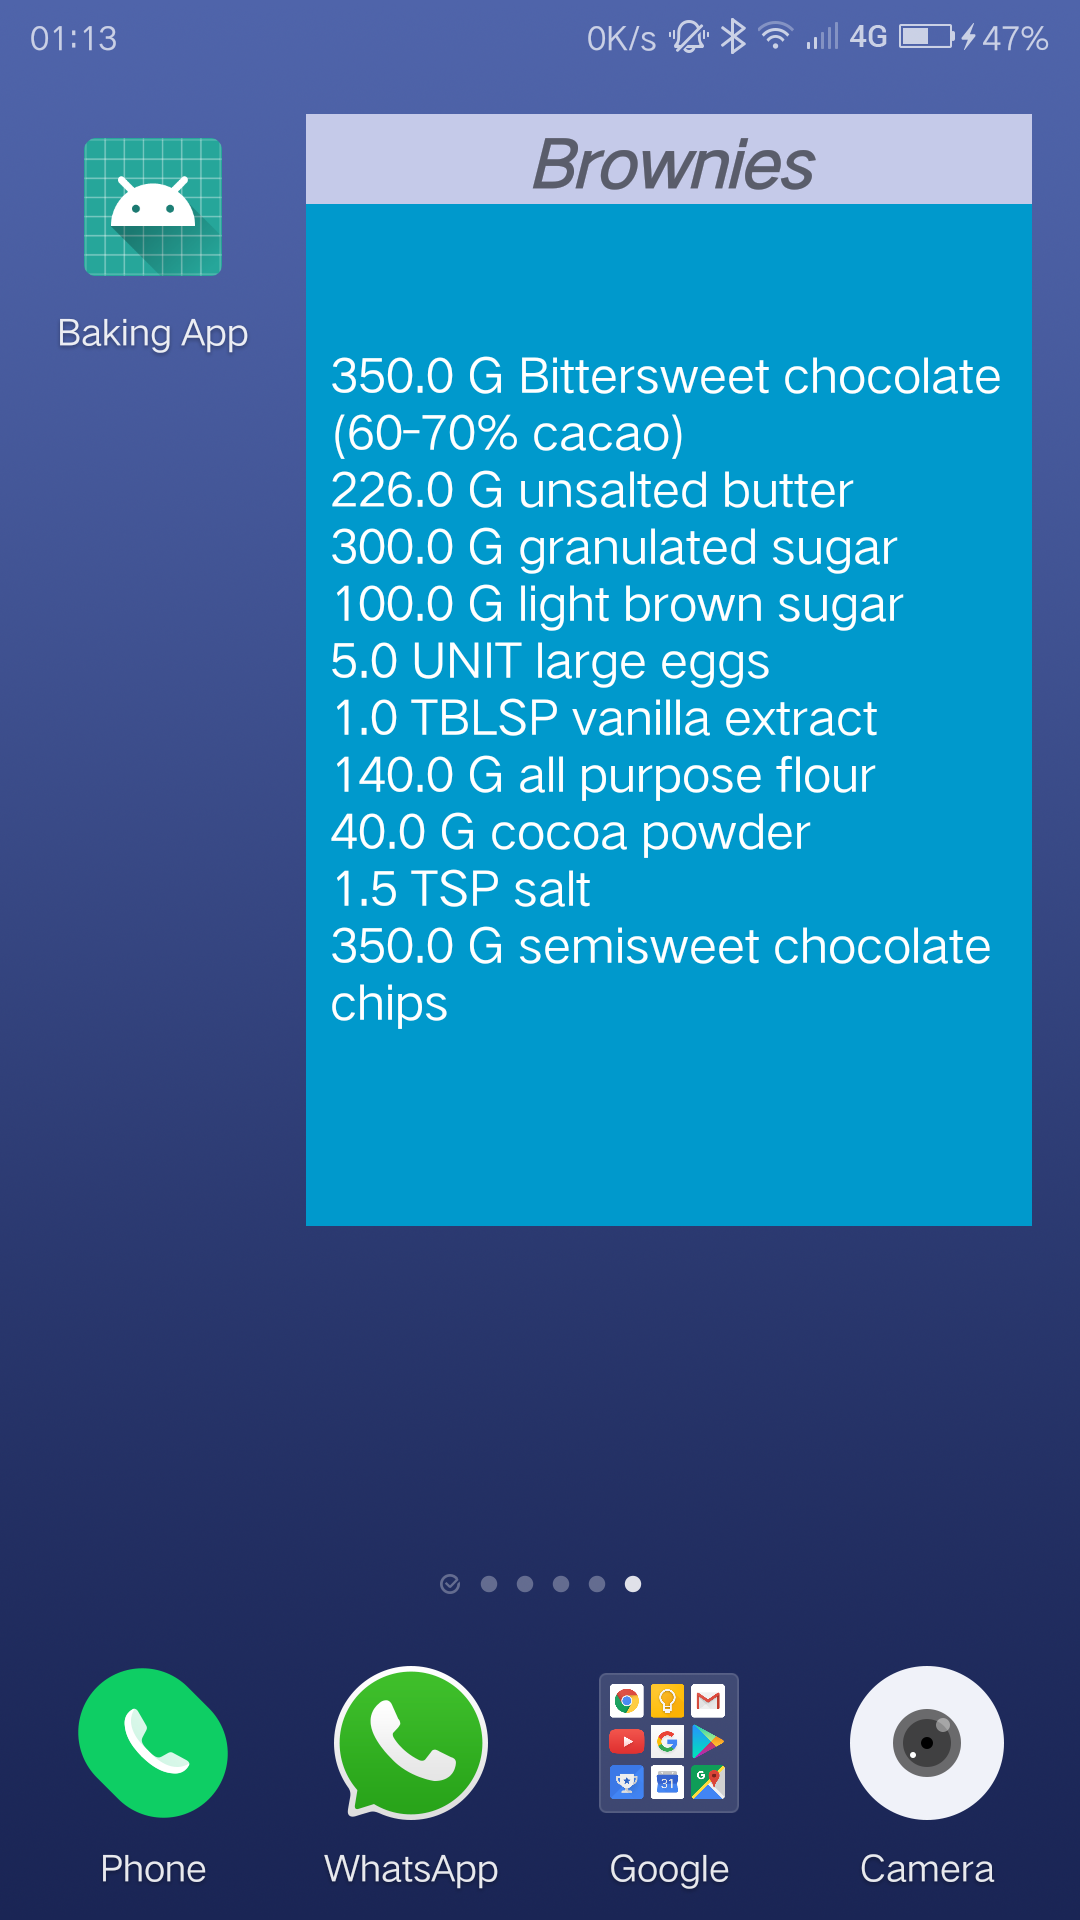 01:13
0K/s 4G 47%
Brownies
Baking App
350.0 G Bittersweet chocolate
(60-70% cacao)
226.0 G unsalted butter
300.0 G granulated sugar
100.0 G light brown sugar
5.0 UNIT large eggs
1.0 TBLSP vanilla extract
140.0 G all purpose flour
40.0 G cocoa powder
1.5 TSP salt
350.0 G semisweet chocolate
chips
31
Phone WhatsApp Google Camera